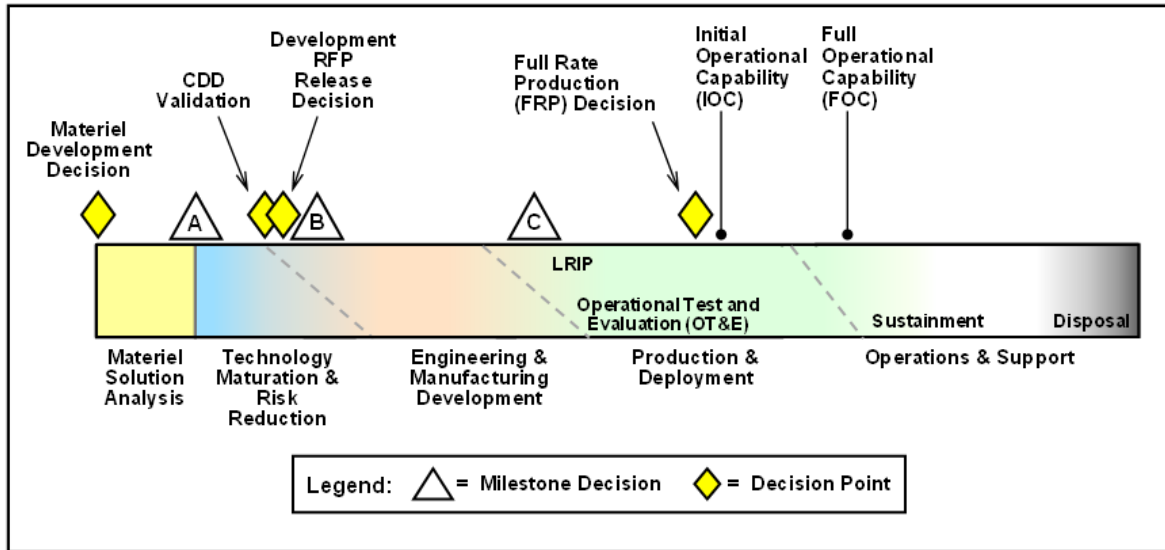 Development
RFP
Release
Decision
CDD
Validation
Materiel
Development
Decision
Full Rate
Production
(FRP) Decision
Initial
Operational
Capability
(IOC)
Full
Operational
Capability
(FOC)
A
B
C
LRIP
Operational Test and
Evaluation (OT&E)
Sustainment
Disposal
Materiel
Solution
Analysis
Technology
Maturation &
Risk
Reduction
Engineering &
Manufacturing
Development
Production &
Deployment
Operations & Support
Legend: = Milestone Decision = Decision Point